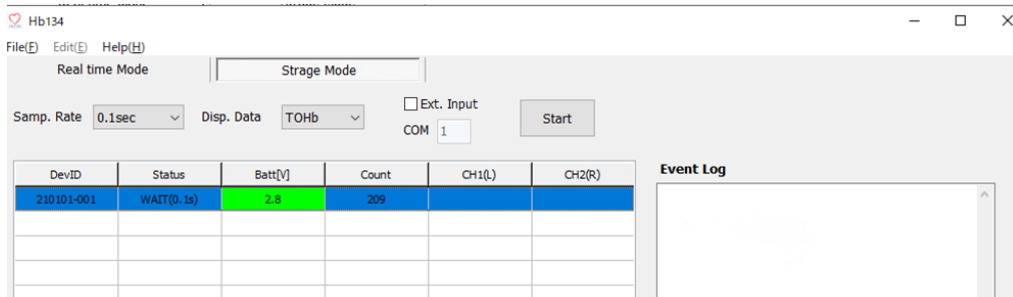 Hb134
File(F) Edit(E) Help(H)
Real time Mode Strage Mode
Samp. Rate 0.1sec Disp. Data TOHb Ext. Input Start
COM 1
DevID Status Batt[V] Count CH1(L) CH2(R) Event Log
210101-001 WAIT(0.1s) 2.8 209